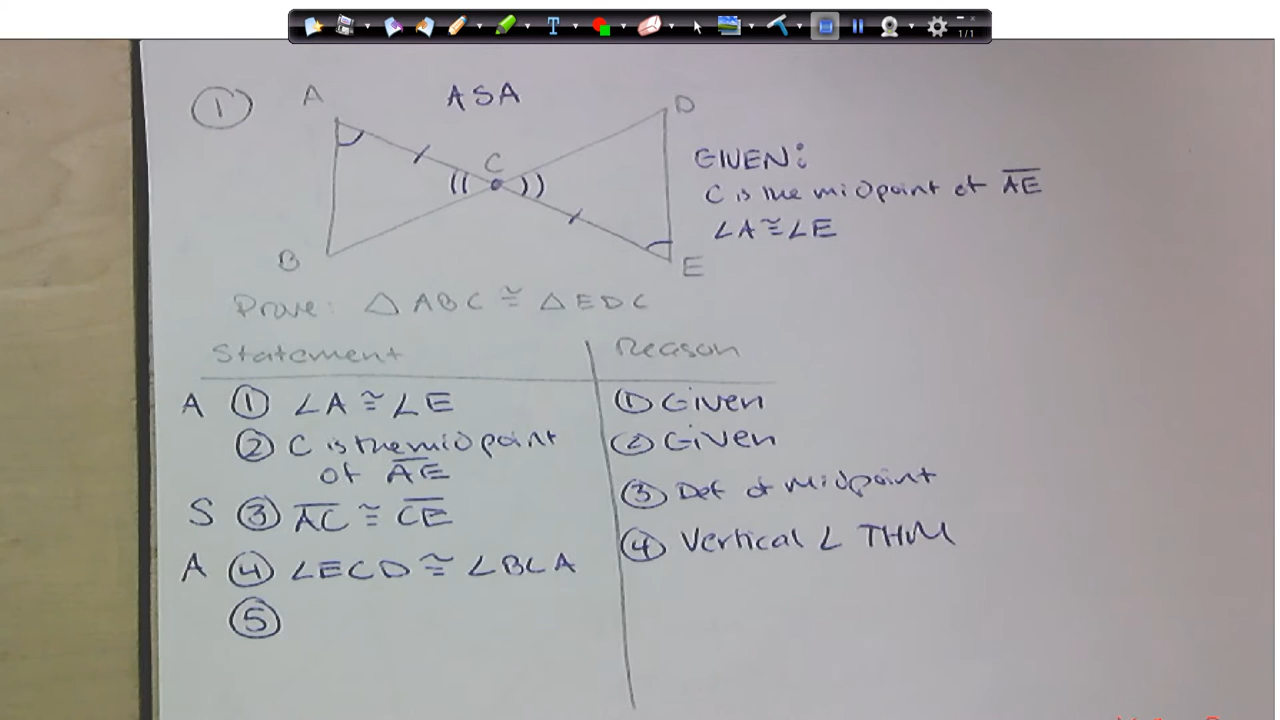 1/1
① A ASA D
C
GIVEN:
C is the midpoint of AE
∠A≅∠E
B E
Prove: △ABC ≅ △EDC
Statement Reason
A ① ∠A ≅ ∠E ① Given
② C is the midpoint ② Given
of AE
S ③ AC ≅ CE ③ Def of Midpoint
A ④ ∠ECD ≅ ∠BCA ④ Vertical ∠ THM
⑤